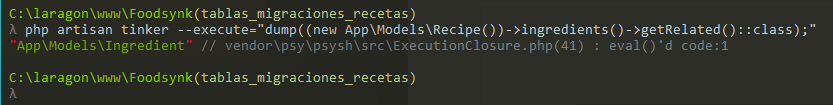 C:\laragon\www\Foodsynk(tablas_migraciones_recetas)
λ php artisan tinker --execute="dump((new App\Models\Recipe())->ingredients()->getRelated()::class);"
"App\Models\Ingredient" // vendor\psy\psysh\src\ExecutionClosure.php(41) : eval()'d code:1
C:\laragon\www\Foodsynk(tablas_migraciones_recetas)
λ